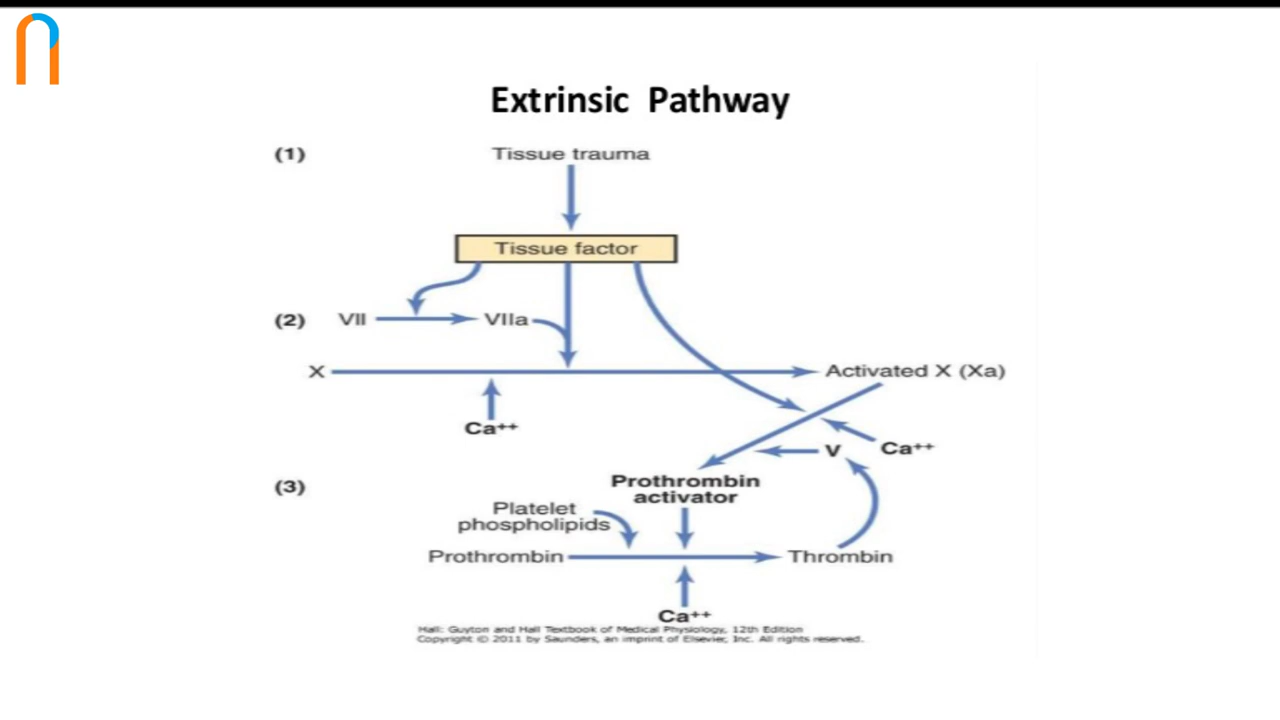 Extrinsic Pathway
(1)
Tissue trauma
Tissue factor
(2)
VII
VIIa
X
Activated X (Xa)
Ca++
V
Ca++
(3)
Prothrombin
activator
Platelet
phospholipids
Prothrombin
Thrombin
Ca++
Hall: Guyton and Hall Textbook of Medical Physiology, 12th Edition
Copyright © 2011 by Saunders, an imprint of Elsevier, Inc. All rights reserved.